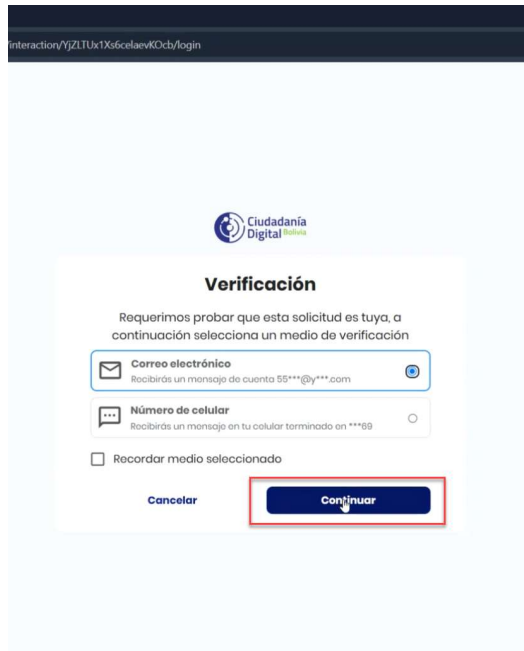 /interaction/YjZLTUx1Xs6celaevKOcb/login
Ciudadanía
Digital Bolivia
Verificación
Requerimos probar que esta solicitud es tuya, a
continuación selecciona un medio de verificación
Correo electrónico
Recibirás un mensaje de cuenta 55***@y***.com
Número de celular
Recibirás un mensaje en tu celular terminado en ***69
Recordar medio seleccionado
Cancelar
Continuar